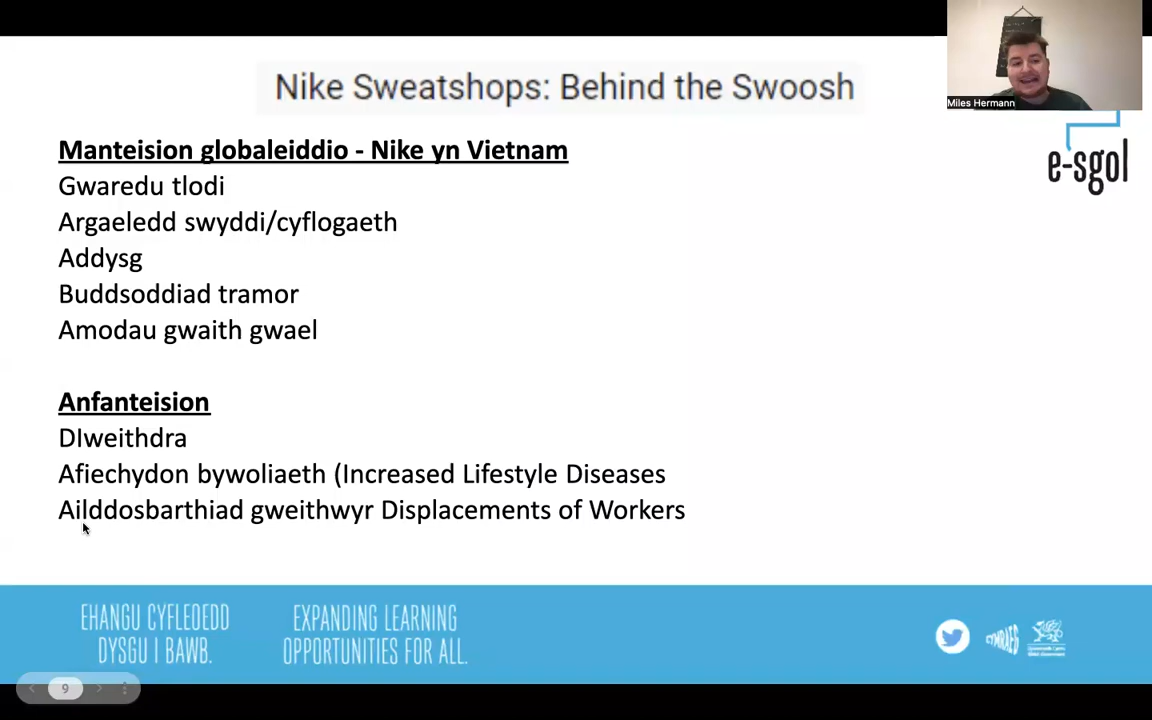 Nike Sweatshops: Behind the Swoosh
Miles Hermann
e-sgol
Manteision globaleiddio - Nike yn Vietnam
Gwaredu tlodi
Argaeledd swyddi/cyflogaeth
Addysg
Buddsoddiad tramor
Amodau gwaith gwael
Anfanteision
DIweithdra
Afiechydon bywoliaeth (Increased Lifestyle Diseases
Ailddosbarthiad gweithwyr Displacements of Workers
EHANGU CYFLEOEDD
DYSGU I BAWB.
EXPANDING LEARNING
OPPORTUNITIES FOR ALL.
CYMRAEG
9